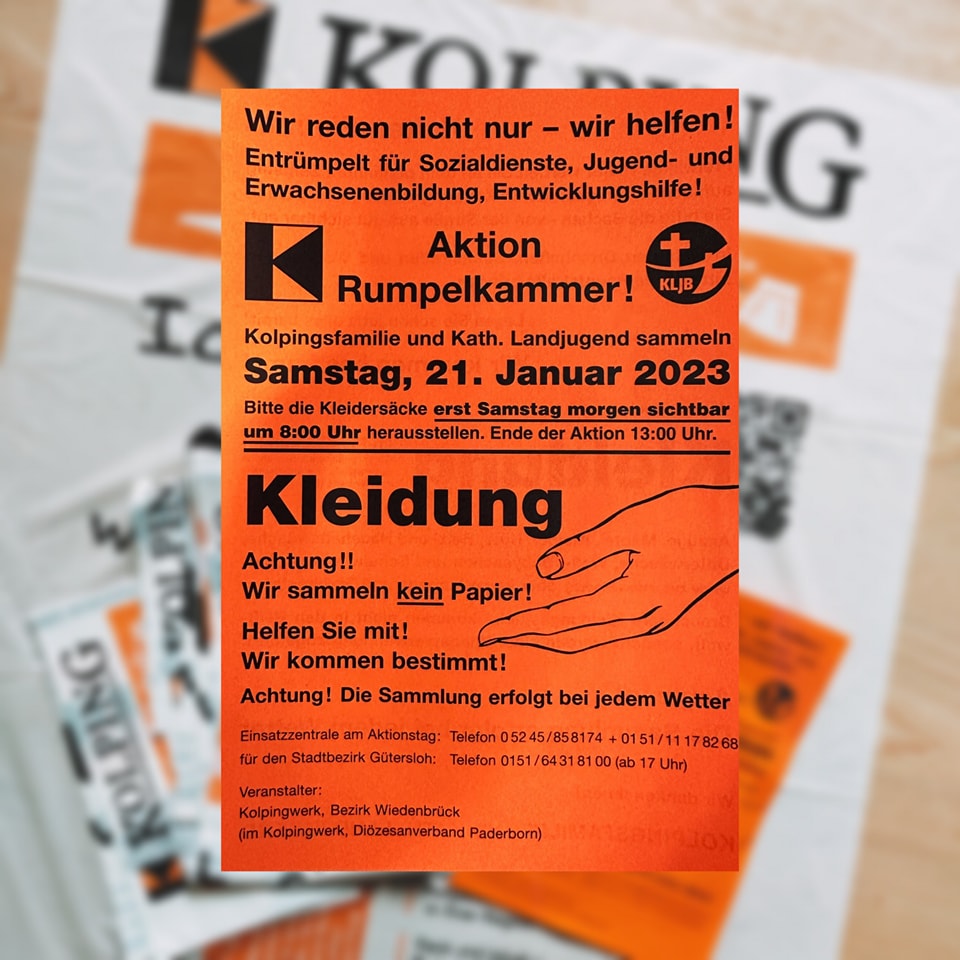 KOLPING
Wir reden nicht nur – wir helfen!
Entrümpelt für Sozialdienste, Jugend- und
Erwachsenenbildung, Entwicklungshilfe!
Aktion
Rumpelkammer!
KLJB
Kolpingsfamilie und Kath. Landjugend sammeln
Samstag, 21. Januar 2023
Bitte die Kleidersäcke erst Samstag morgen sichtbar
um 8:00 Uhr herausstellen. Ende der Aktion 13:00 Uhr.
Kleidung
Achtung!!
Wir sammeln kein Papier!
Helfen Sie mit!
Wir kommen bestimmt!
Achtung! Die Sammlung erfolgt bei jedem Wetter
Einsatzzentrale am Aktionstag: Telefon 0 52 45 / 85 81 74 + 01 51 / 11 17 82 68
für den Stadtbezirk Gütersloh: Telefon 0151 / 64 31 81 00 (ab 17 Uhr)
Veranstalter:
Kolpingwerk, Bezirk Wiedenbrück
(im Kolpingwerk, Diözesanverband Paderborn)
KOLPING